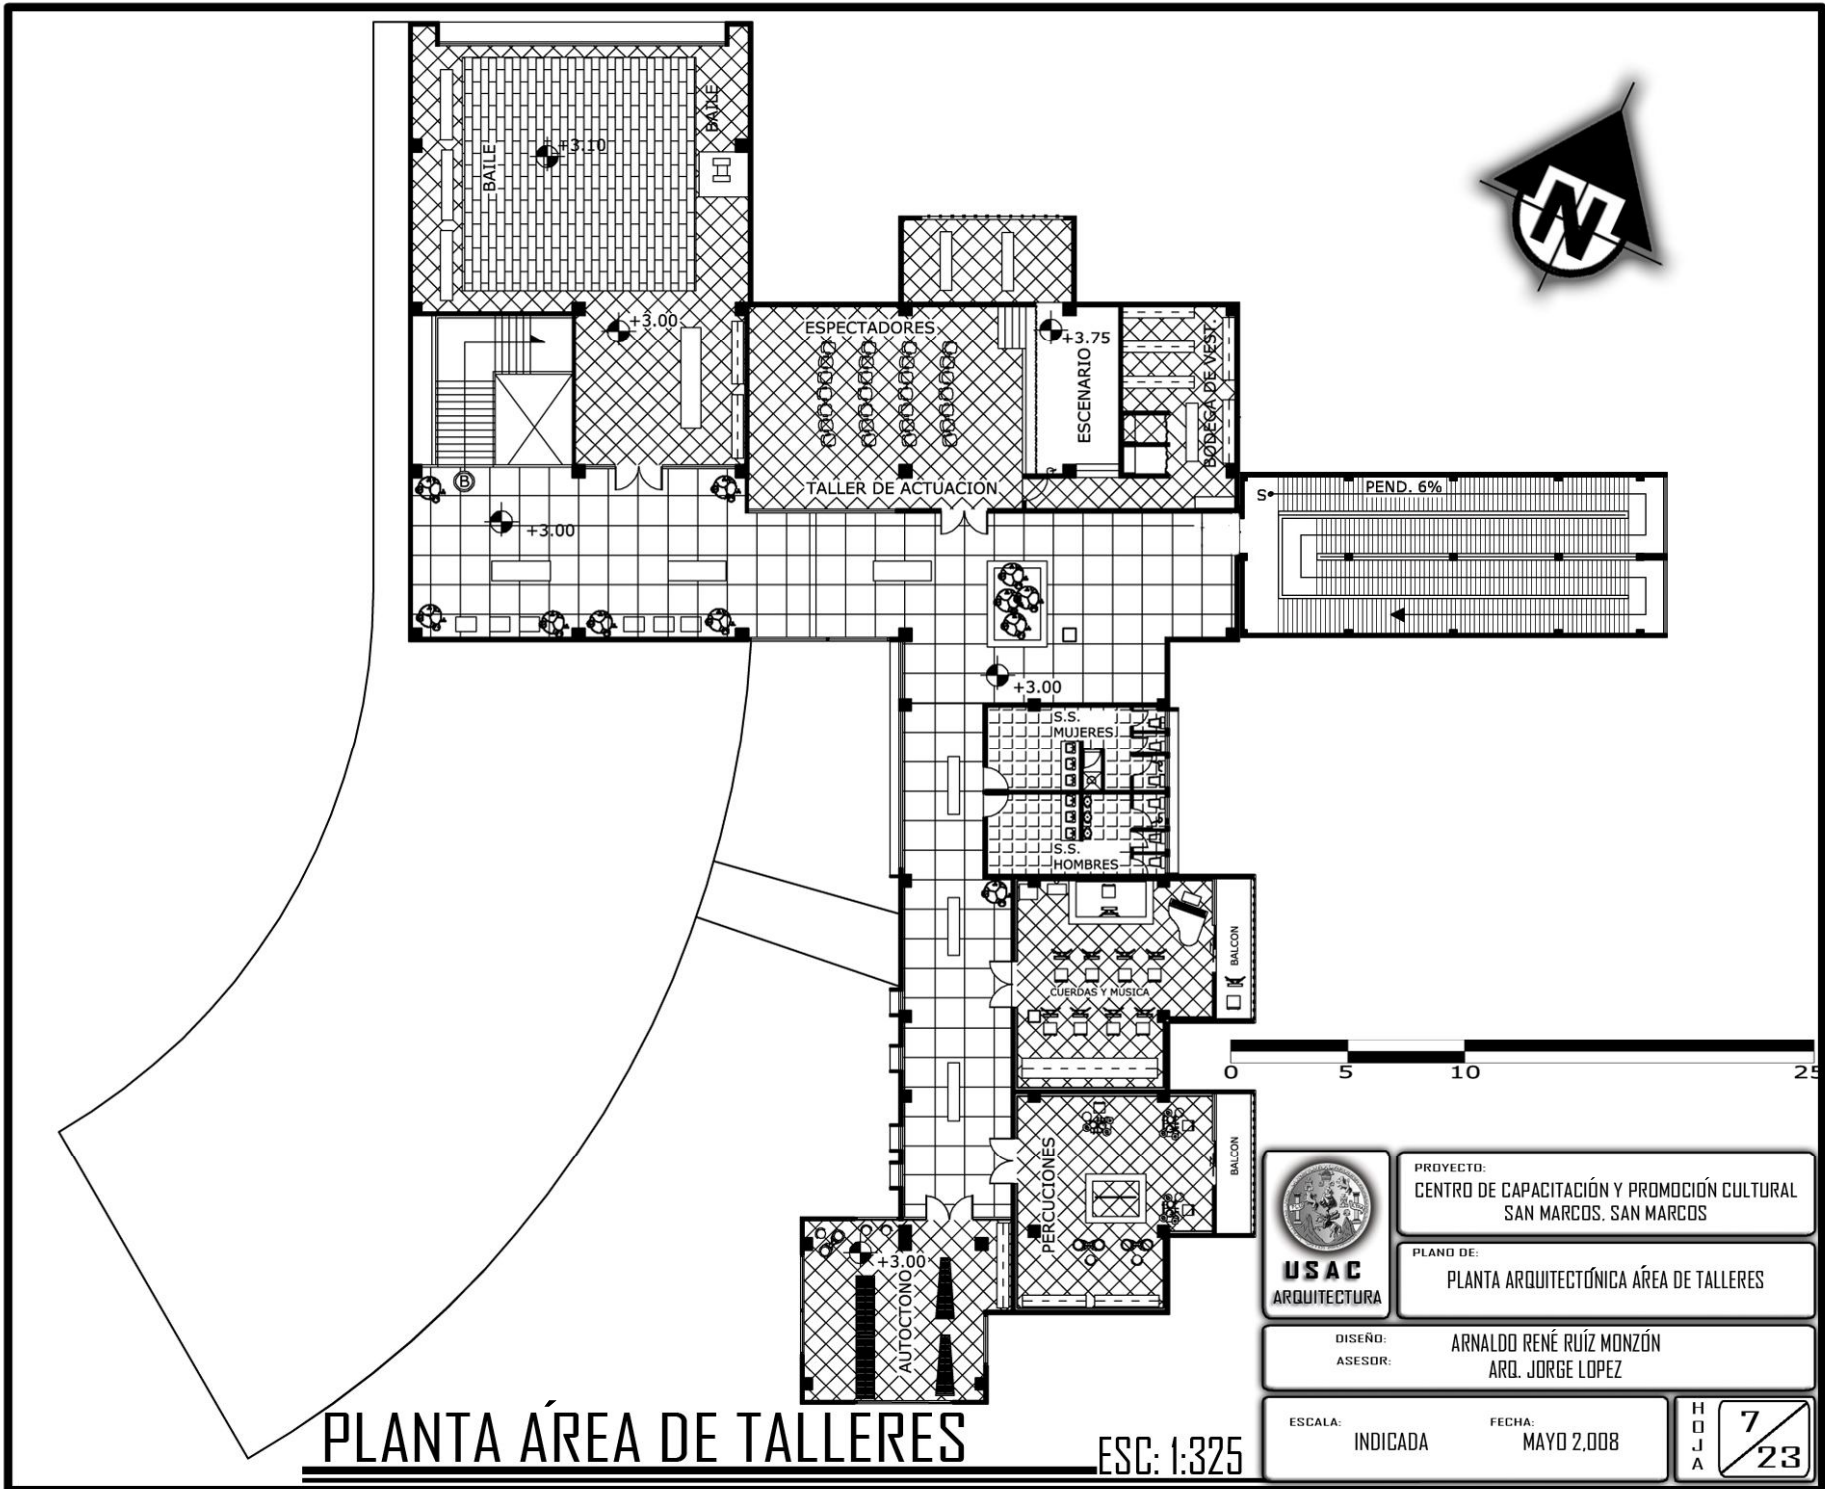 BAILE
BAILE
+3.10
+3.00
ESPECTADORES
+3.75
ESCENARIO
BODEGA DE VEST.
TALLER DE ACTUACION
B
+3.00
S
PEND. 6%
+3.00
S.S.
MUJERES
S.S.
HOMBRES
BALCON
CUERDAS Y MUSICA
0 5 10 25
PERCUCIONES
BALCON
+3.00
AUTOCTONO
N
PLANTA ÁREA DE TALLERES
ESC: 1:325
USAC
ARQUITECTURA
PROYECTO:
CENTRO DE CAPACITACIÓN Y PROMOCIÓN CULTURAL
SAN MARCOS. SAN MARCOS
PLANO DE:
PLANTA ARQUITECTÓNICA ÁREA DE TALLERES
DISEÑO: ARNALDO RENÉ RUÍZ MONZÓN
ASESOR: ARQ. JORGE LOPEZ
ESCALA: INDICADA
FECHA: MAYO 2,008
HOJA
7/23